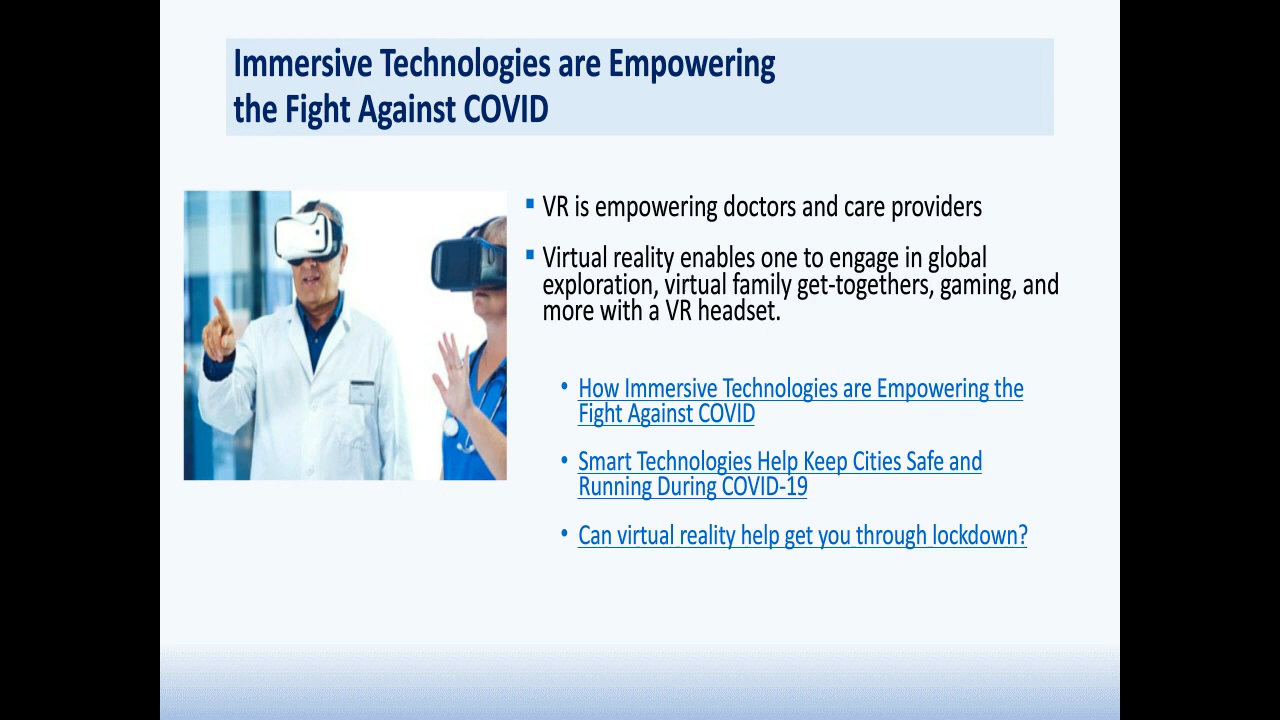 Immersive Technologies are Empowering
the Fight Against COVID
▪ VR is empowering doctors and care providers
▪ Virtual reality enables one to engage in global
exploration, virtual family get-togethers, gaming, and
more with a VR headset.
• How Immersive Technologies are Empowering the
Fight Against COVID
• Smart Technologies Help Keep Cities Safe and
Running During COVID-19
• Can virtual reality help get you through lockdown?